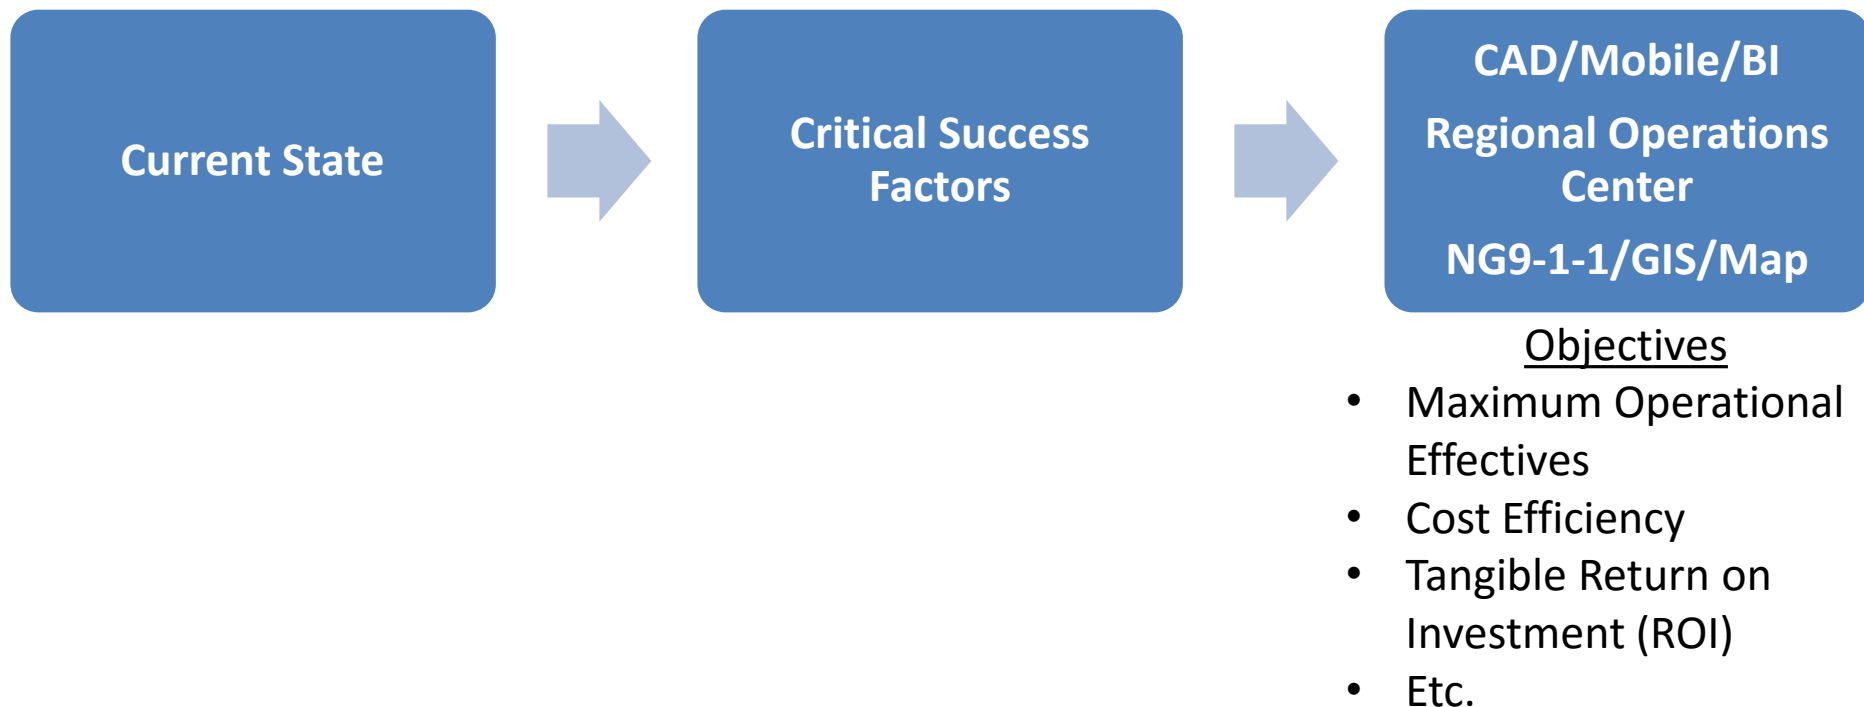 Current State
Critical Success
Factors
CAD/Mobile/BI
Regional Operations
Center
NG9-1-1/GIS/Map
Objectives
• Maximum Operational
Effectives
• Cost Efficiency
• Tangible Return on
Investment (ROI)
• Etc.